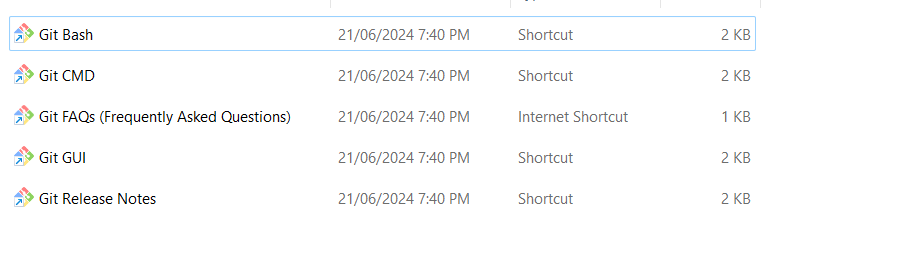 Git Bash 21/06/2024 7:40 PM Shortcut 2 KB
Git CMD 21/06/2024 7:40 PM Shortcut 2 KB
Git FAQs (Frequently Asked Questions) 21/06/2024 7:40 PM Internet Shortcut 1 KB
Git GUI 21/06/2024 7:40 PM Shortcut 2 KB
Git Release Notes 21/06/2024 7:40 PM Shortcut 2 KB